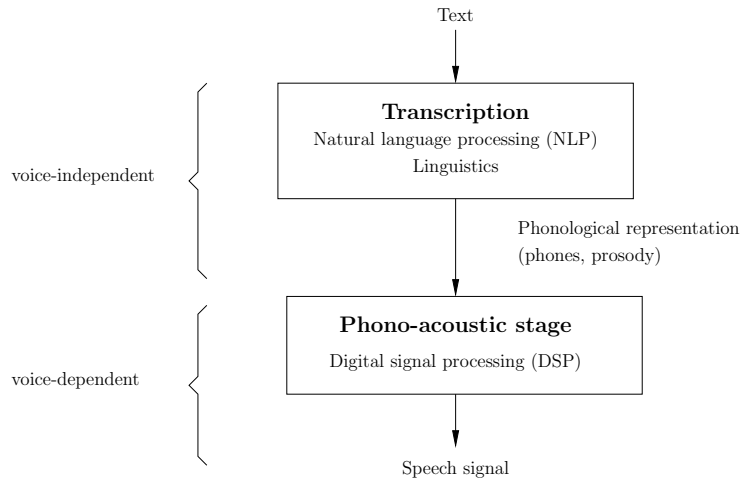 Text
Transcription
Natural language processing (NLP)
Linguistics
voice-independent
Phonological representation
(phones, prosody)
Phono-acoustic stage
Digital signal processing (DSP)
voice-dependent
Speech signal